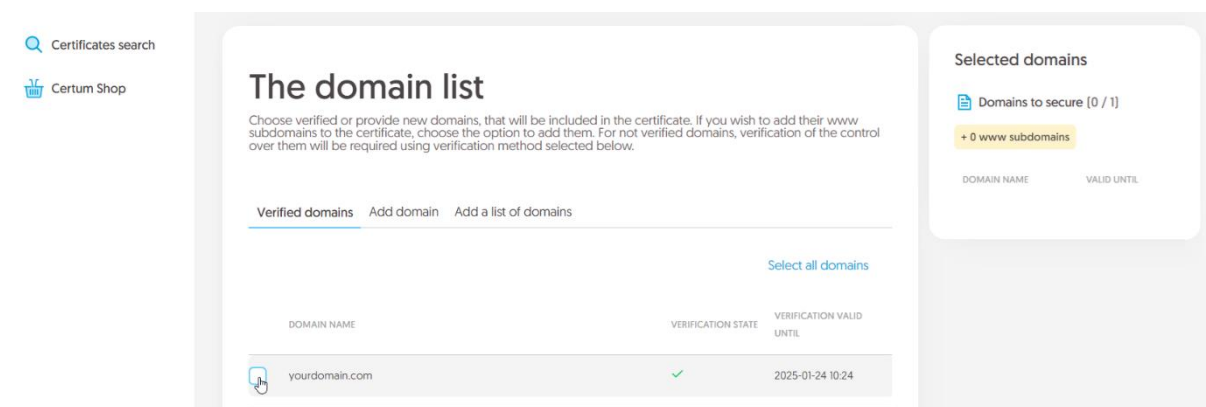 Certificates search
Certum Shop
The domain list
Choose verified or provide new domains, that will be included in the certificate. If you wish to add their www
subdomains to the certificate, choose the option to add them. For not verified domains, verification of the control
over them will be required using verification method selected below.
Verified domains Add domain Add a list of domains
Select all domains
DOMAIN NAME VERIFICATION STATE VERIFICATION VALID
UNTIL
yourdomain.com 2025-01-24 10:24
Selected domains
Domains to secure (0 / 1)
+ 0 www subdomains
DOMAIN NAME VALID UNTIL